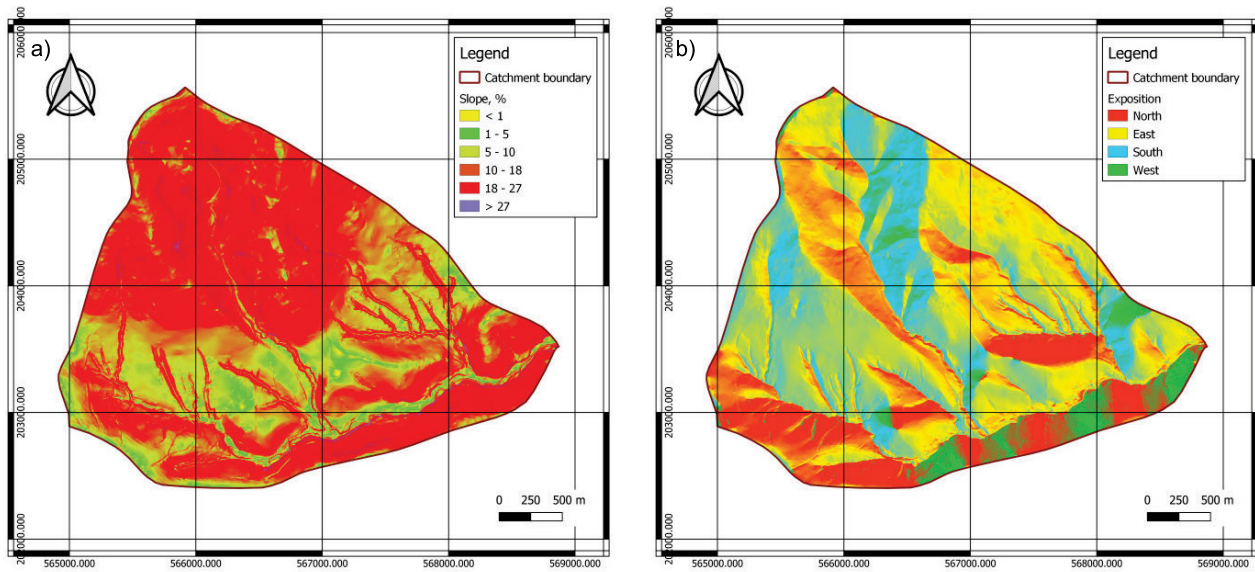 a)
Legend
Catchment boundary
Slope, %
< 1
1 - 5
5 - 10
10 - 18
18 - 27
> 27
206000.000
205000.000
204000.000
203000.000
202000.000
0 250 500 m
565000.000 566000.000 567000.000 568000.000 569000.000
b)
Legend
Catchment boundary
Exposition
North
East
South
West
206000.000
205000.000
204000.000
203000.000
202000.000
0 250 500 m
565000.000 566000.000 567000.000 568000.000 569000.000